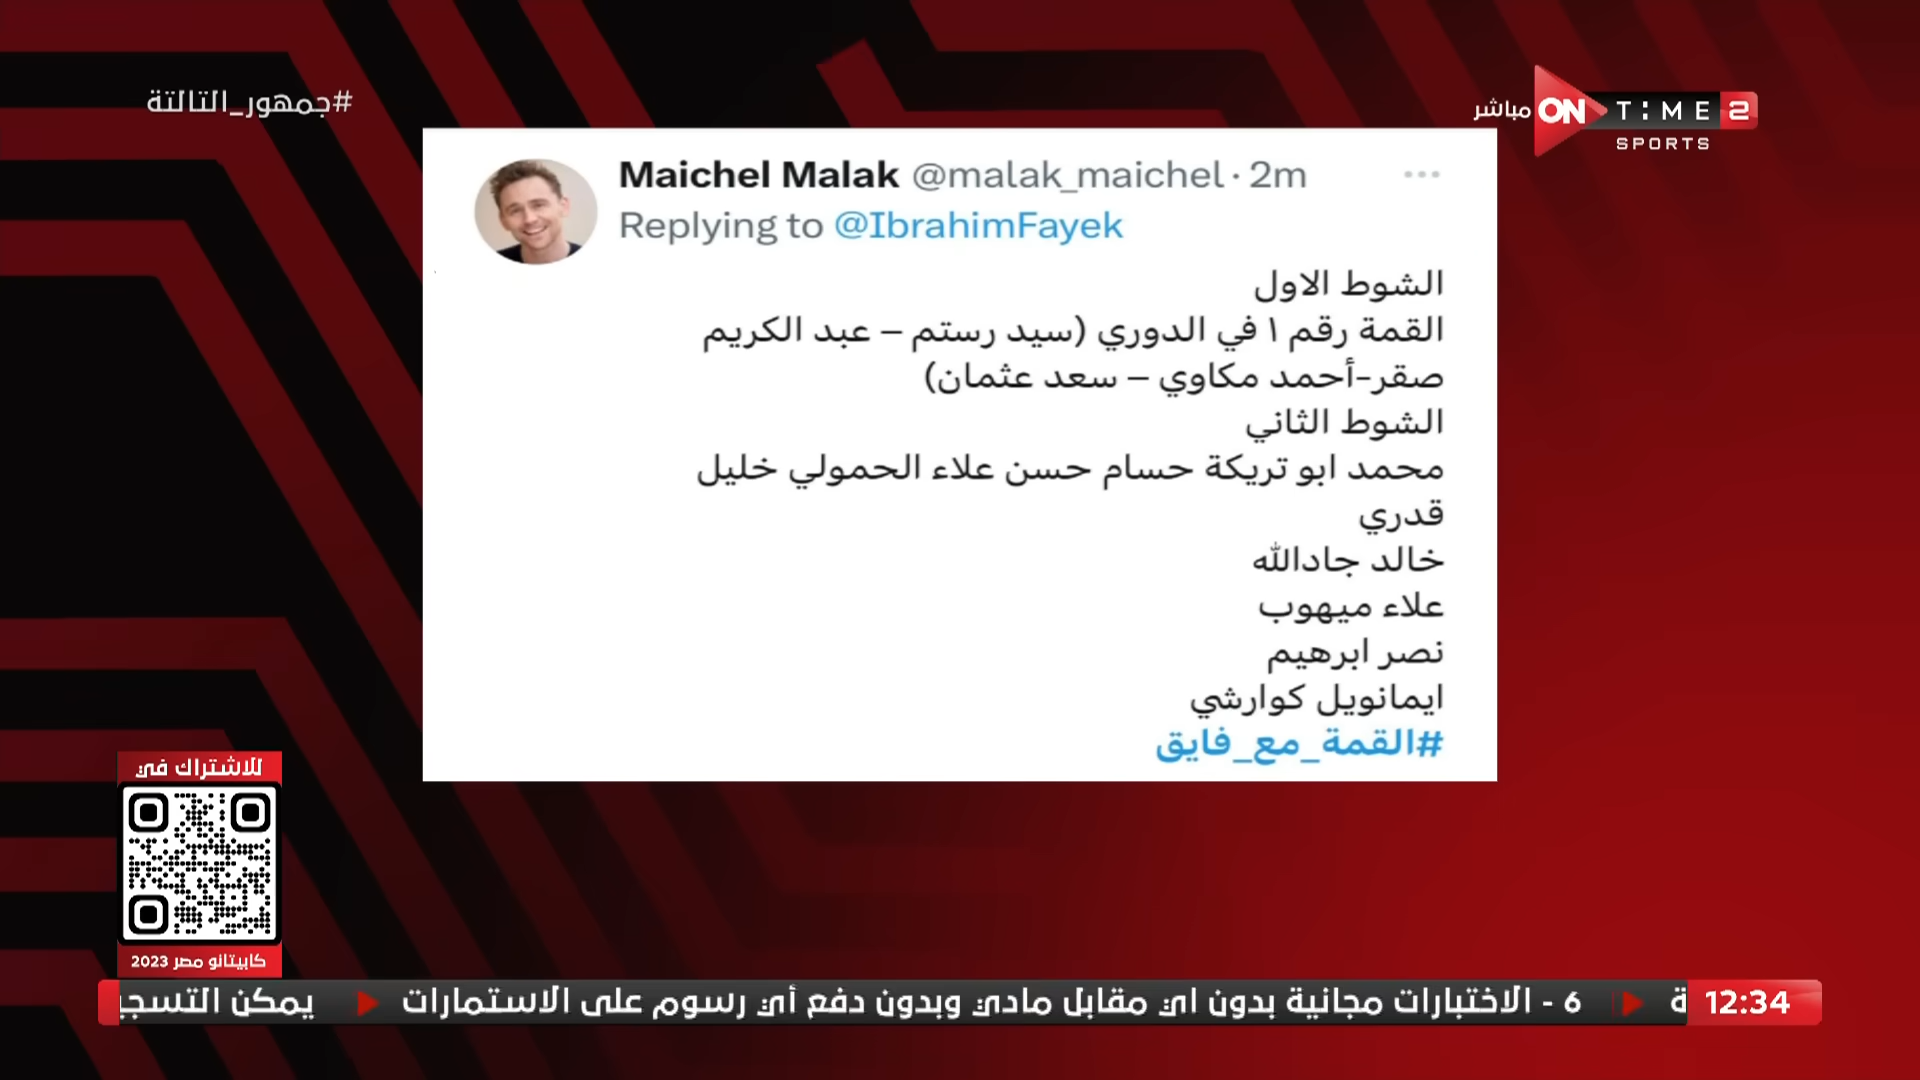 #جمهور_التالتة
مباشر ON TIME 2
SPORTS
Maichel Malak @malak_maichel · 2m
Replying to @IbrahimFayek
الشوط الاول
القمة رقم ١ في الدوري (سيد رستم – عبد الكريم
صقر-أحمد مكاوي – سعد عثمان)
الشوط الثاني
محمد ابو تريكة حسام حسن علاء الحمولي خليل
قدري
خالد جادالله
علاء ميهوب
نصر ابرهيم
ايمانويل كوارشي
#القمة_مع_فايق
للاشتراك في
كابيتانو مصر 2023
6 - الاختبارات مجانية بدون اي مقابل مادي وبدون دفع أي رسوم على الاستمارات ◀ يمكن التسج
12:34